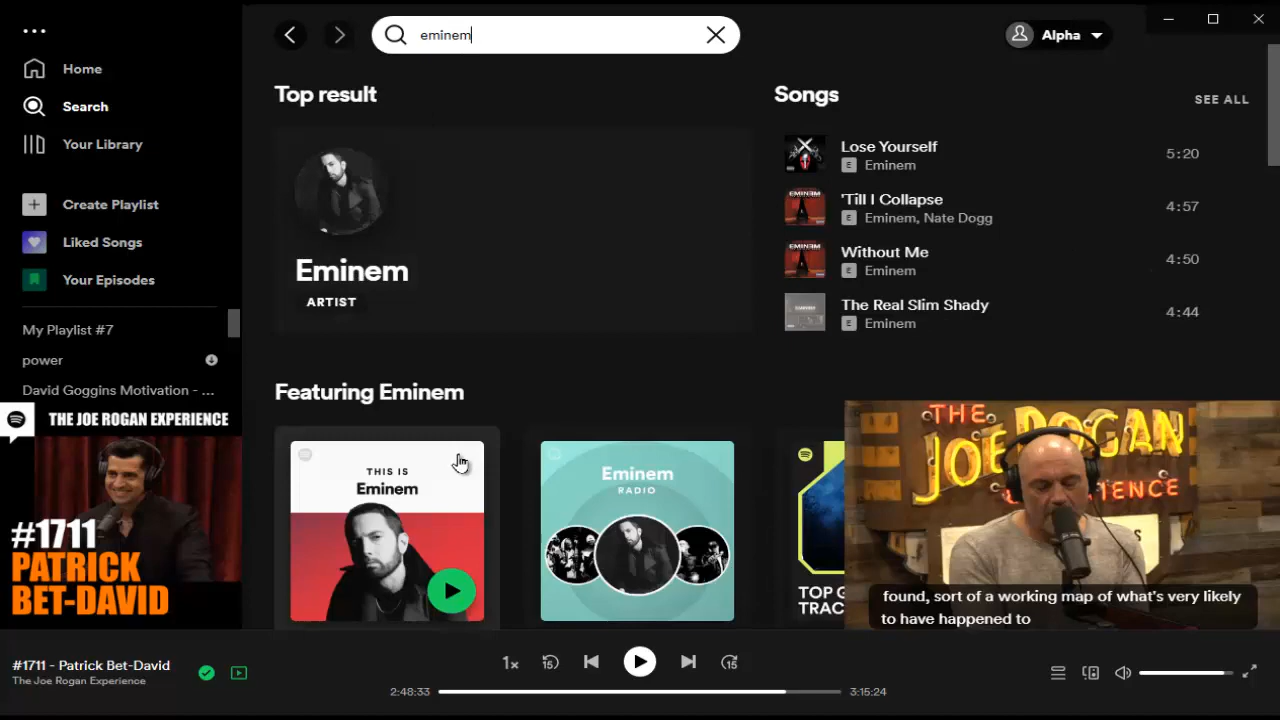 eminem
Alpha
Home
Search
Your Library
Create Playlist
Liked Songs
Your Episodes
My Playlist #7
power
David Goggins Motivation - ...
Top result
Eminem
ARTIST
Songs
SEE ALL
Lose Yourself
5:20
E Eminem
'Till I Collapse
4:57
E Eminem, Nate Dogg
Without Me
4:50
E Eminem
The Real Slim Shady
4:44
E Eminem
Featuring Eminem
THIS IS
Eminem
Eminem
RADIO
TOP G
TRAC
THE JOE ROGAN EXPERIENCE
#1711
PATRICK
BET-DAVID
THE
JOE ROGAN
EXPERIENCE
found, sort of a working map of what's very likely
to have happened to
#1711 - Patrick Bet-David
The Joe Rogan Experience
1x
15
15
2:48:33
3:15:24